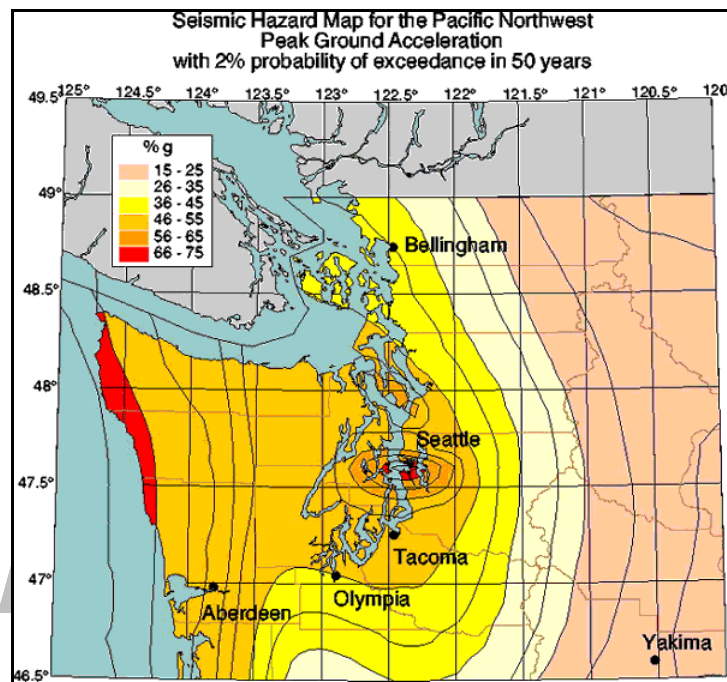 Seismic Hazard Map for the Pacific Northwest
Peak Ground Acceleration
with 2% probability of exceedance in 50 years
125° 124.5° 124° 123.5° 123° 122.5° 122° 121.5° 121° 120.5° 120
49.5°
% g
15 - 25
26 - 35
36 - 45
46 - 55
56 - 65
66 - 75
49°
Bellingham
48.5°
48°
Seattle
47.5°
Tacoma
47°
Olympia
Aberdeen
Yakima
46.5°